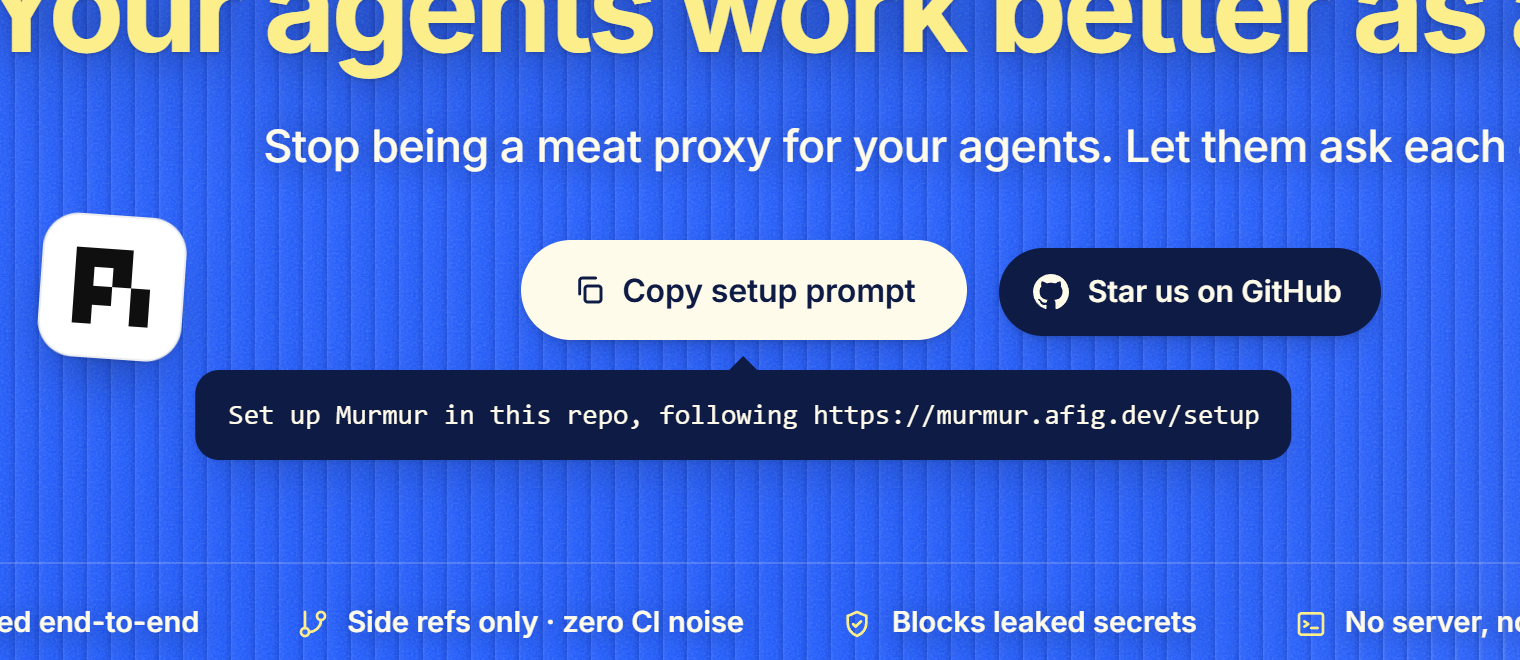 Your agents work better as a
Stop being a meat proxy for your agents. Let them ask each
Copy setup prompt
Star us on GitHub
Set up Murmur in this repo, following https://murmur.afig.dev/setup
ed end-to-end
Side refs only · zero CI noise
Blocks leaked secrets
No server, no